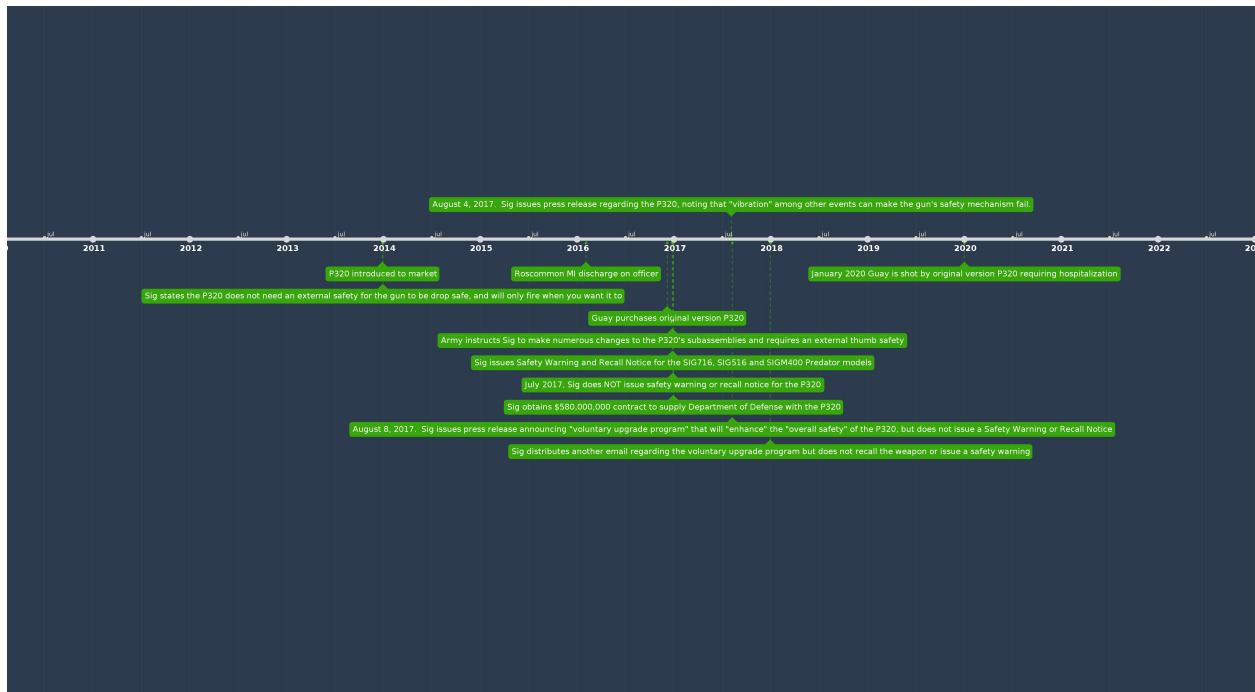 August 4, 2017.  Sig issues press release regarding the P320, noting that "vibration" among other events can make the gun's safety mechanism fail.
jul jul jul jul jul jul jul jul jul jul jul jul jul
2011 2012 2013 2014 2015 2016 2017 2018 2019 2020 2021 2022
P320 introduced to market
Roscommon MI discharge on officer
January 2020 Guay is shot by original version P320 requiring hospitalization
Sig states the P320 does not need an external safety for the gun to be drop safe, and will only fire when you want it to
Guay purchases original version P320
Army instructs Sig to make numerous changes to the P320's subassemblies and requires an external thumb safety
Sig issues Safety Warning and Recall Notice for the SIG716, SIG516 and SIGM400 Predator models
July 2017, Sig does NOT issue safety warning or recall notice for the P320
Sig obtains $580,000,000 contract to supply Department of Defense with the P320
August 8, 2017.  Sig issues press release announcing "voluntary upgrade program" that will "enhance" the "overall safety" of the P320, but does not issue a Safety Warning or Recall Notice
Sig distributes another email regarding the voluntary upgrade program but does not recall the weapon or issue a safety warning